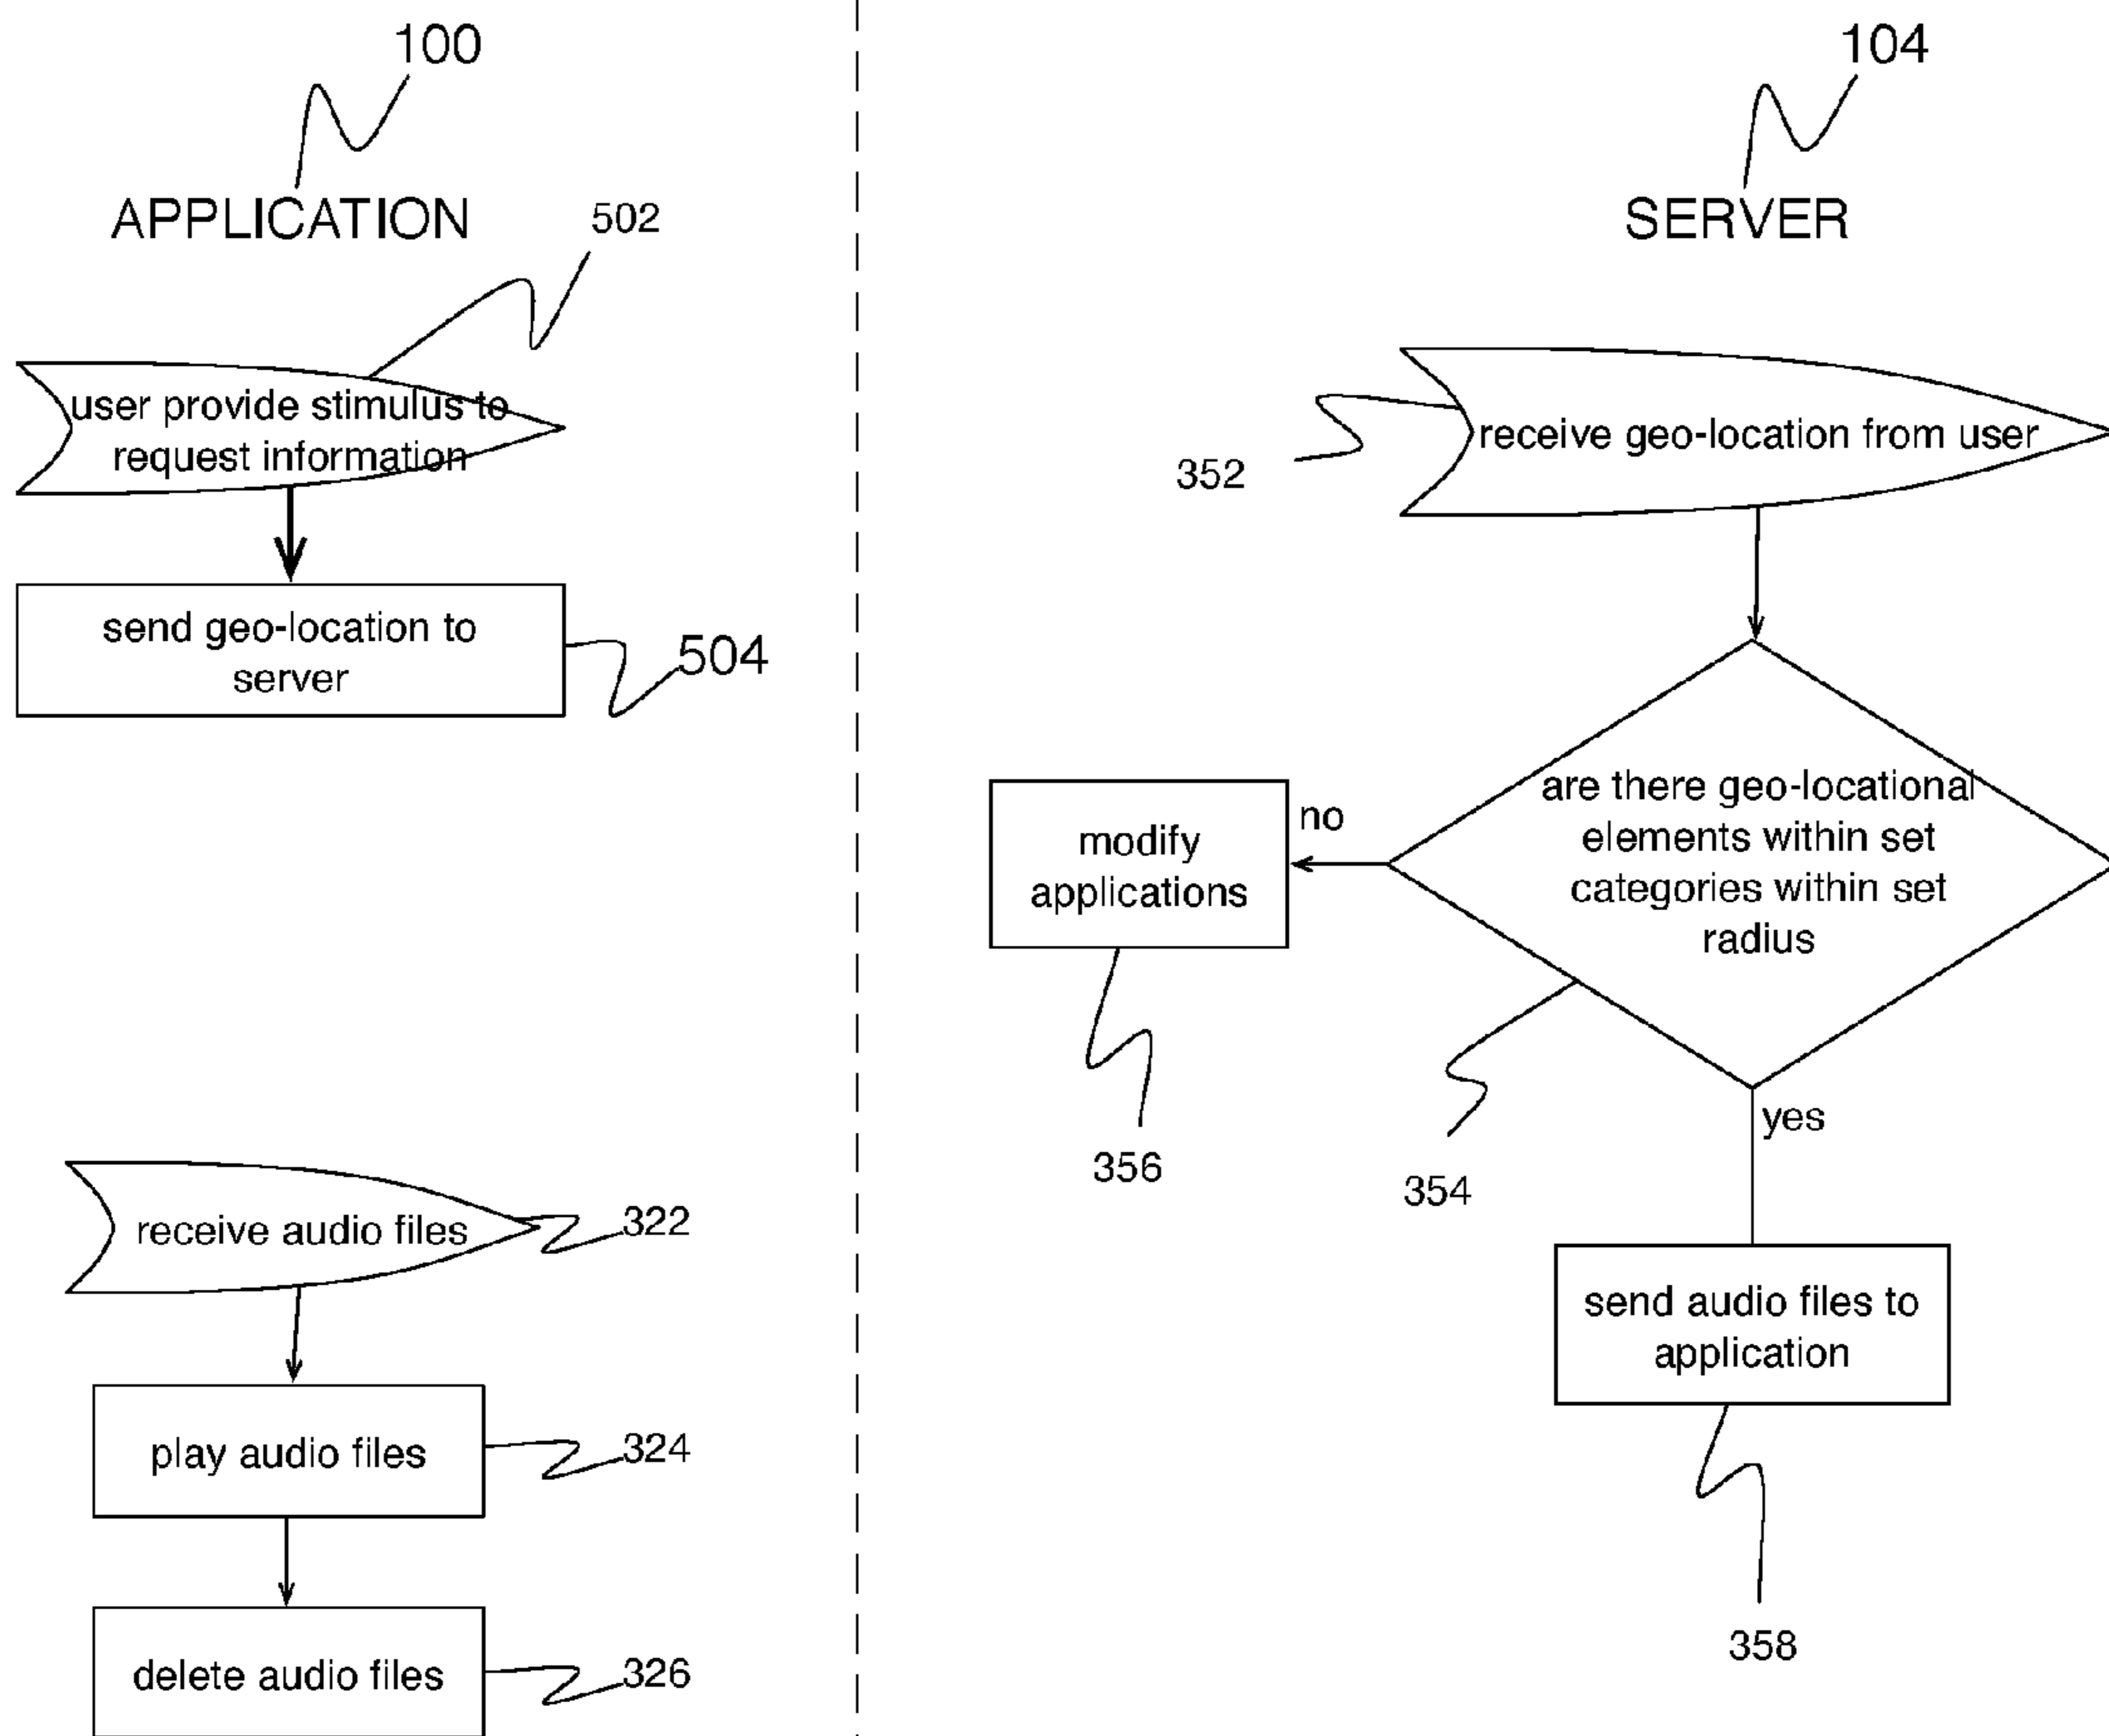 100
APPLICATION
502
user provide stimulus to
request information
send geo-location to
server
504
receive audio files
322
play audio files
324
delete audio files
326
104
SERVER
receive geo-location from user
352
are there geo-locational
elements within set
categories within set
radius
no
modify
applications
356
354
yes
send audio files to
application
358